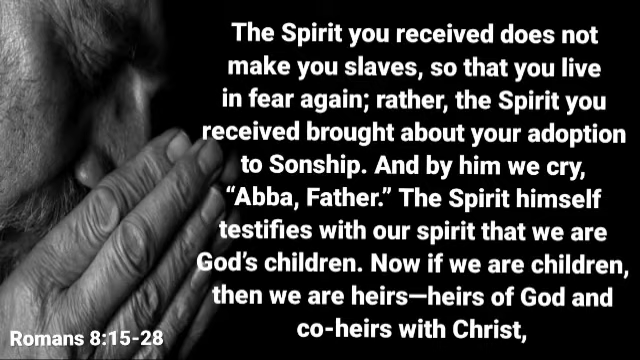 The Spirit you received does not
make you slaves, so that you live
in fear again; rather, the Spirit you
received brought about your adoption
to Sonship. And by him we cry,
“Abba, Father.” The Spirit himself
testifies with our spirit that we are
God’s children. Now if we are children,
then we are heirs—heirs of God and
co-heirs with Christ,
Romans 8:15-28